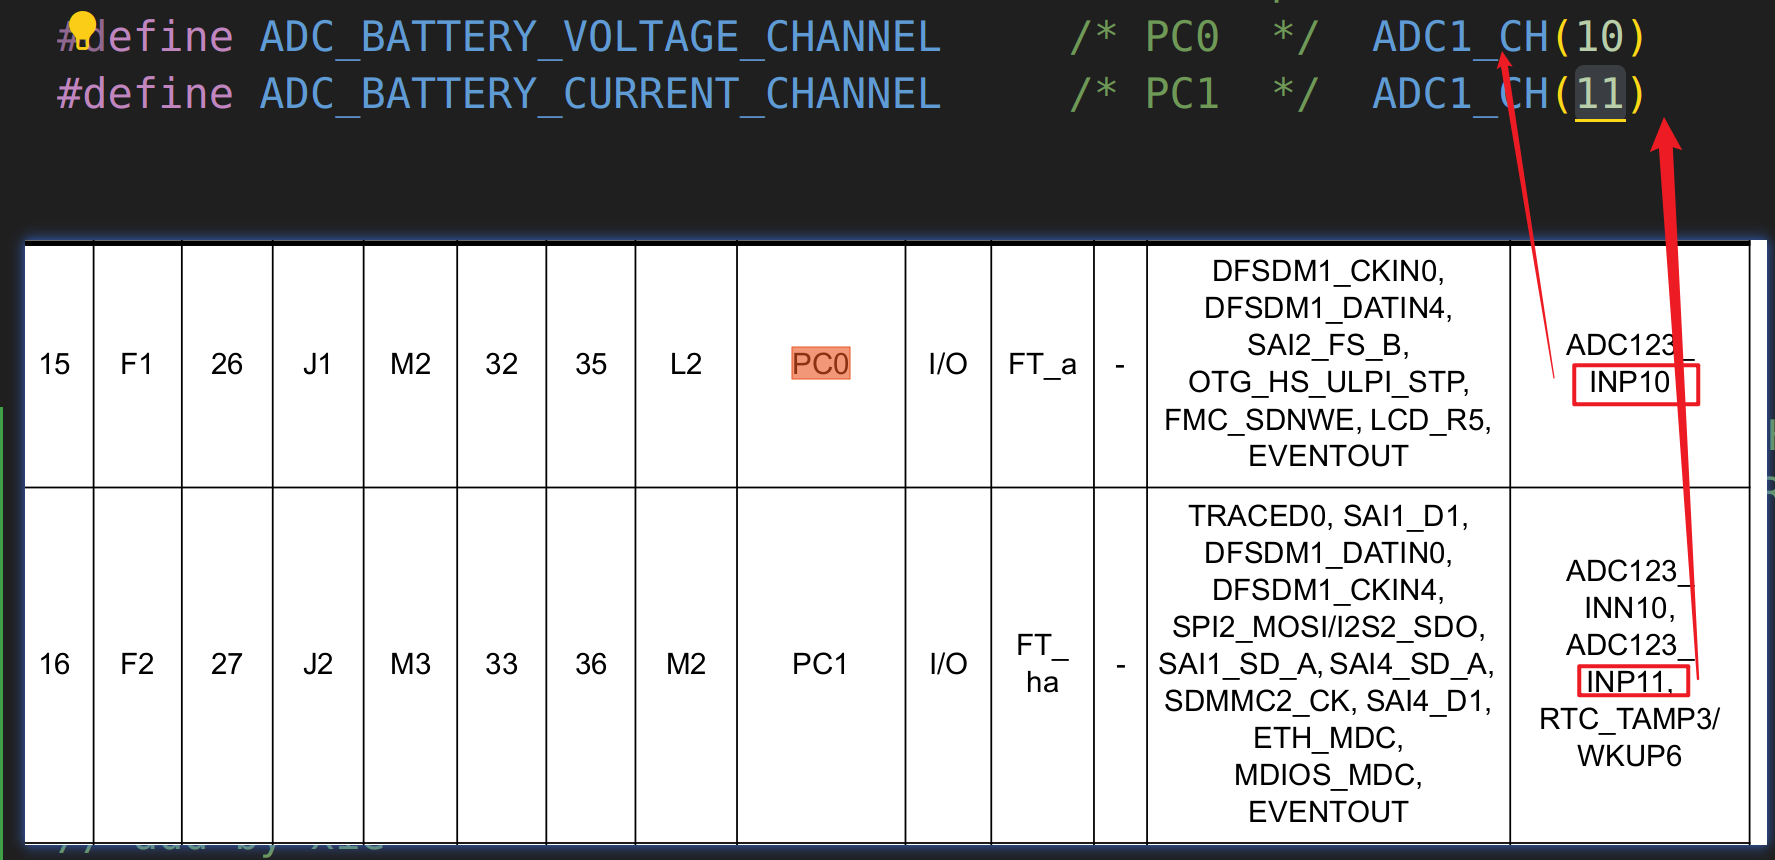 #define ADC_BATTERY_VOLTAGE_CHANNEL /* PC0 */ ADC1_CH(10)
#define ADC_BATTERY_CURRENT_CHANNEL /* PC1 */ ADC1_CH(11)
15 F1 26 J1 M2 32 35 L2 PC0 I/O FT_a -
DFSDM1_CKIN0,
DFSDM1_DATIN4,
SAI2_FS_B,
OTG_HS_ULPI_STP,
FMC_SDNWE, LCD_R5,
EVENTOUT
ADC123_
INP10
16 F2 27 J2 M3 33 36 M2 PC1 I/O
FT_
ha
-
TRACED0, SAI1_D1,
DFSDM1_DATIN0,
DFSDM1_CKIN4,
SPI2_MOSI/I2S2_SDO,
SAI1_SD_A, SAI4_SD_A,
SDMMC2_CK, SAI4_D1,
ETH_MDC,
MDIOS_MDC,
EVENTOUT
ADC123_
INN10,
ADC123_
INP11,
RTC_TAMP3/
WKUP6